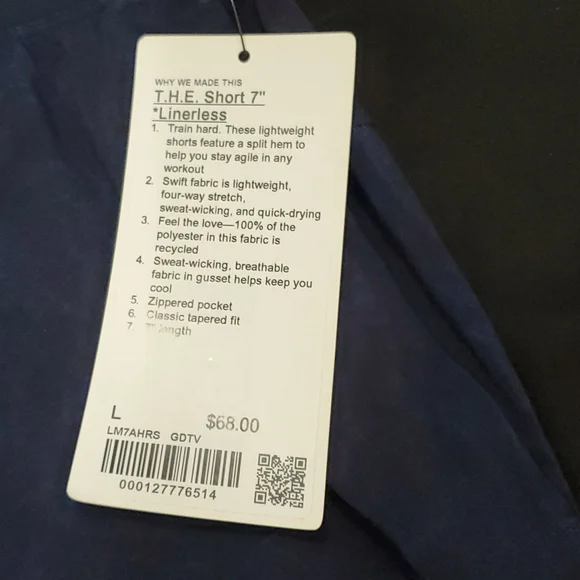 WHY WE MADE THIS
T.H.E. Short 7"
*Linerless
1. Train hard. These lightweight
shorts feature a split hem to
help you stay agile in any
workout
2. Swift fabric is lightweight,
four-way stretch,
sweat-wicking, and quick-drying
3. Feel the love—100% of the
polyester in this fabric is
recycled
4. Sweat-wicking, breathable
fabric in gusset helps keep you
cool
5. Zippered pocket
6. Classic tapered fit
7. 7" length
L
$68.00
LM7AHRS GDTV
000127776514